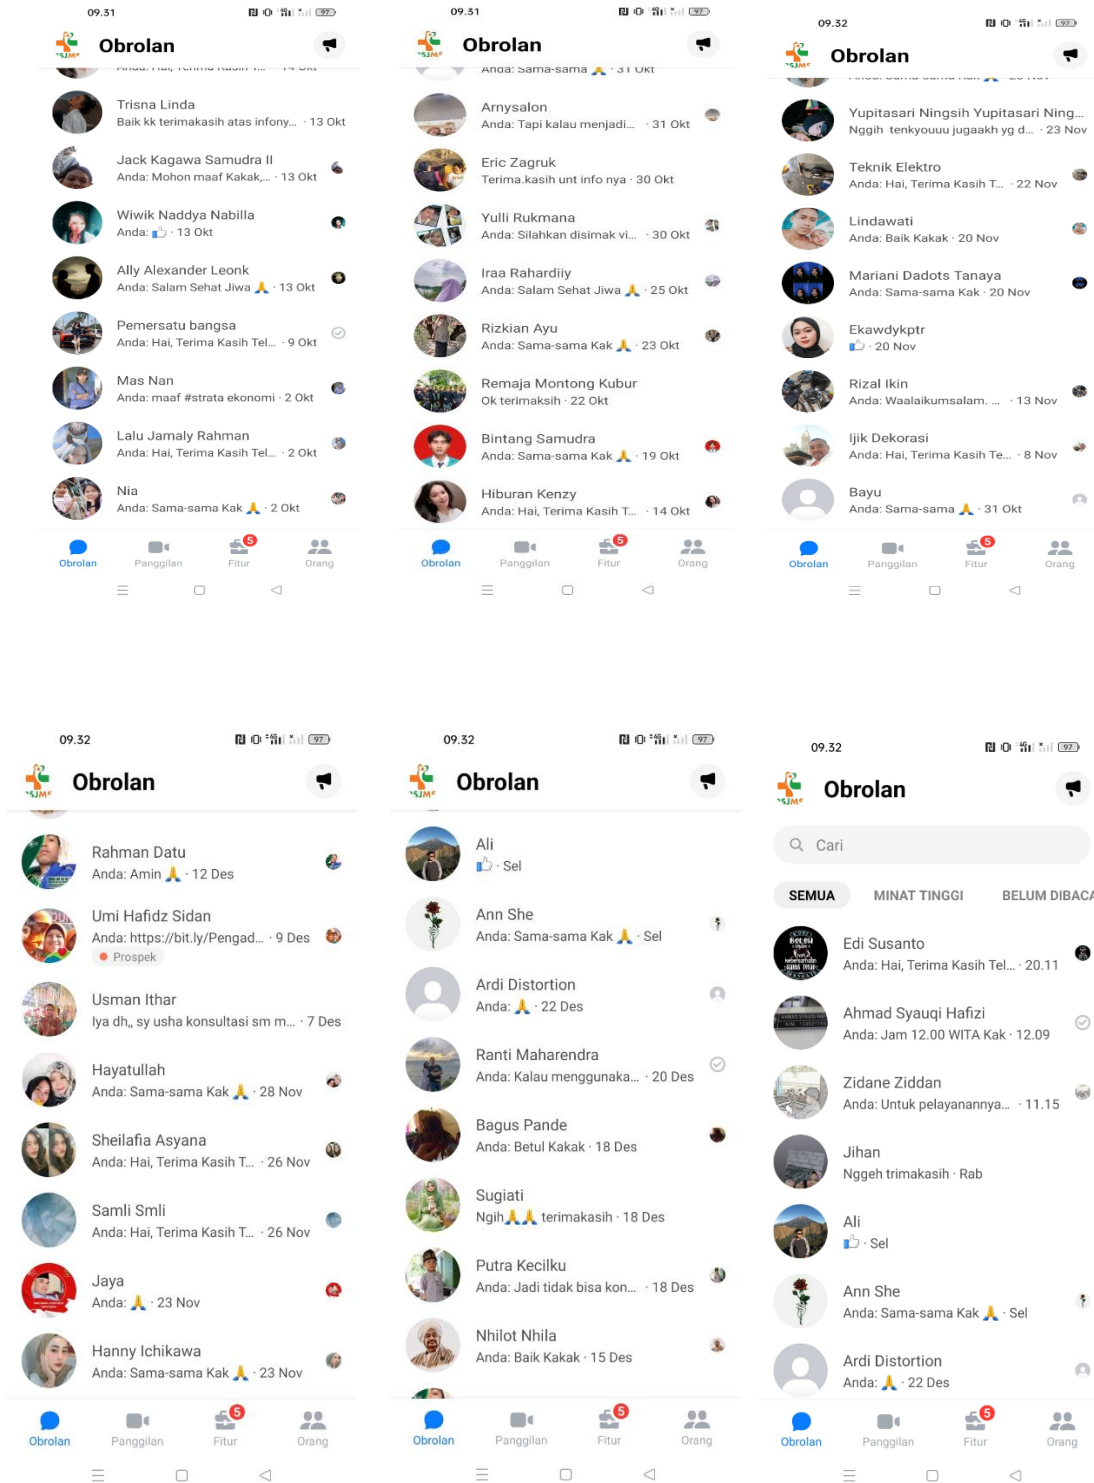 09.31
Obrolan
Trisna Linda
Baik kk terimakasih atas infony... · 13 Okt
Jack Kagawa Samudra II
Anda: Mohon maaf Kakak,... · 13 Okt
Wiwik Naddya Nabilla
Anda: 👍 · 13 Okt
Ally Alexander Leonk
Anda: Salam Sehat Jiwa 🙏 · 13 Okt
Pemersatu bangsa
Anda: Hai, Terima Kasih Tel... · 9 Okt
Mas Nan
Anda: maaf #strata ekonomi · 2 Okt
Lalu Jamaly Rahman
Anda: Hai, Terima Kasih Tel... · 2 Okt
Nia
Anda: Sama-sama Kak 🙏 · 2 Okt
5
Obrolan Panggilan Fitur Orang
09.31
Obrolan
Anda: Sama-sama 🙏 · 31 Okt
Arnysalon
Anda: Tapi kalau menjadi... · 31 Okt
Eric Zagruk
Terima.kasih unt info nya · 30 Okt
Yulli Rukmana
Anda: Silahkan disimak vi... · 30 Okt
Iraa Rahardiiy
Anda: Salam Sehat Jiwa 🙏 · 25 Okt
Rizkian Ayu
Anda: Sama-sama Kak 🙏 · 23 Okt
Remaja Montong Kubur
Ok terimaksih · 22 Okt
Bintang Samudra
Anda: Sama-sama Kak 🙏 · 19 Okt
Hiburan Kenzy
Anda: Hai, Terima Kasih T... · 14 Okt
5
Obrolan Panggilan Fitur Orang
09.32
Obrolan
Yupitasari Ningsih Yupitasari Ning...
Nggih tenkyouuu jugaakh yg d... · 23 Nov
Teknik Elektro
Anda: Hai, Terima Kasih T... · 22 Nov
Lindawati
Anda: Baik Kakak · 20 Nov
Mariani Dadots Tanaya
Anda: Sama-sama Kak · 20 Nov
Ekawdykptr
👍 · 20 Nov
Rizal Ikin
Anda: Waalaikumsalam. ... · 13 Nov
Ijik Dekorasi
Anda: Hai, Terima Kasih Te... · 8 Nov
Bayu
Anda: Sama-sama 🙏 · 31 Okt
5
Obrolan Panggilan Fitur Orang
09.32
97
Obrolan
Rahman Datu
Anda: Amin 🙏 · 12 Des
Umi Hafidz Sidan
Anda: https://bit.ly/Pengad... · 9 Des
Prospek
Usman Ithar
Iya dh,, sy usha konsultasi sm m... · 7 Des
Hayatullah
Anda: Sama-sama Kak 🙏 · 28 Nov
Sheilafia Asyana
Anda: Hai, Terima Kasih T... · 26 Nov
Samli Smli
Anda: Hai, Terima Kasih T... · 26 Nov
Jaya
Anda: 🙏 · 23 Nov
Hanny Ichikawa
Anda: Sama-sama Kak 🙏 · 23 Nov
5
Obrolan Panggilan Fitur Orang
09.32
97
Obrolan
Ali
👍 · Sel
Ann She
Anda: Sama-sama Kak 🙏 · Sel
Ardi Distortion
Anda: 🙏 · 22 Des
Ranti Maharendra
Anda: Kalau menggunaka... · 20 Des
Bagus Pande
Anda: Betul Kakak · 18 Des
Sugiati
Ngih🙏🙏 terimakasih · 18 Des
Putra Kecilku
Anda: Jadi tidak bisa kon... · 18 Des
Nhilot Nhila
Anda: Baik Kakak · 15 Des
5
Obrolan Panggilan Fitur Orang
09.32
97
Obrolan
Cari
SEMUA MINAT TINGGI BELUM DIBACA
Edi Susanto
Anda: Hai, Terima Kasih Tel... · 20.11
Ahmad Syauqi Hafizi
Anda: Jam 12.00 WITA Kak · 12.09
Zidane Ziddan
Anda: Untuk pelayanannya... · 11.15
Jihan
Nggeh trimakasih · Rab
Ali
👍 · Sel
Ann She
Anda: Sama-sama Kak 🙏 · Sel
Ardi Distortion
Anda: 🙏 · 22 Des
5
Obrolan Panggilan Fitur Orang